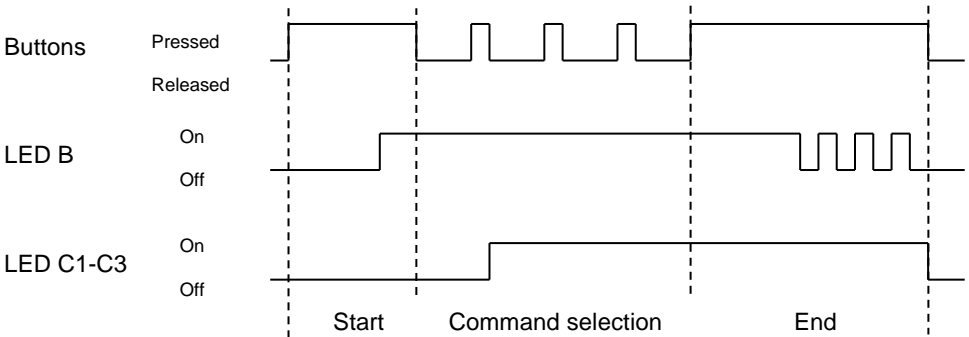 Buttons
Pressed
Released
LED B
On
Off
LED C1-C3
On
Off
Start
Command selection
End